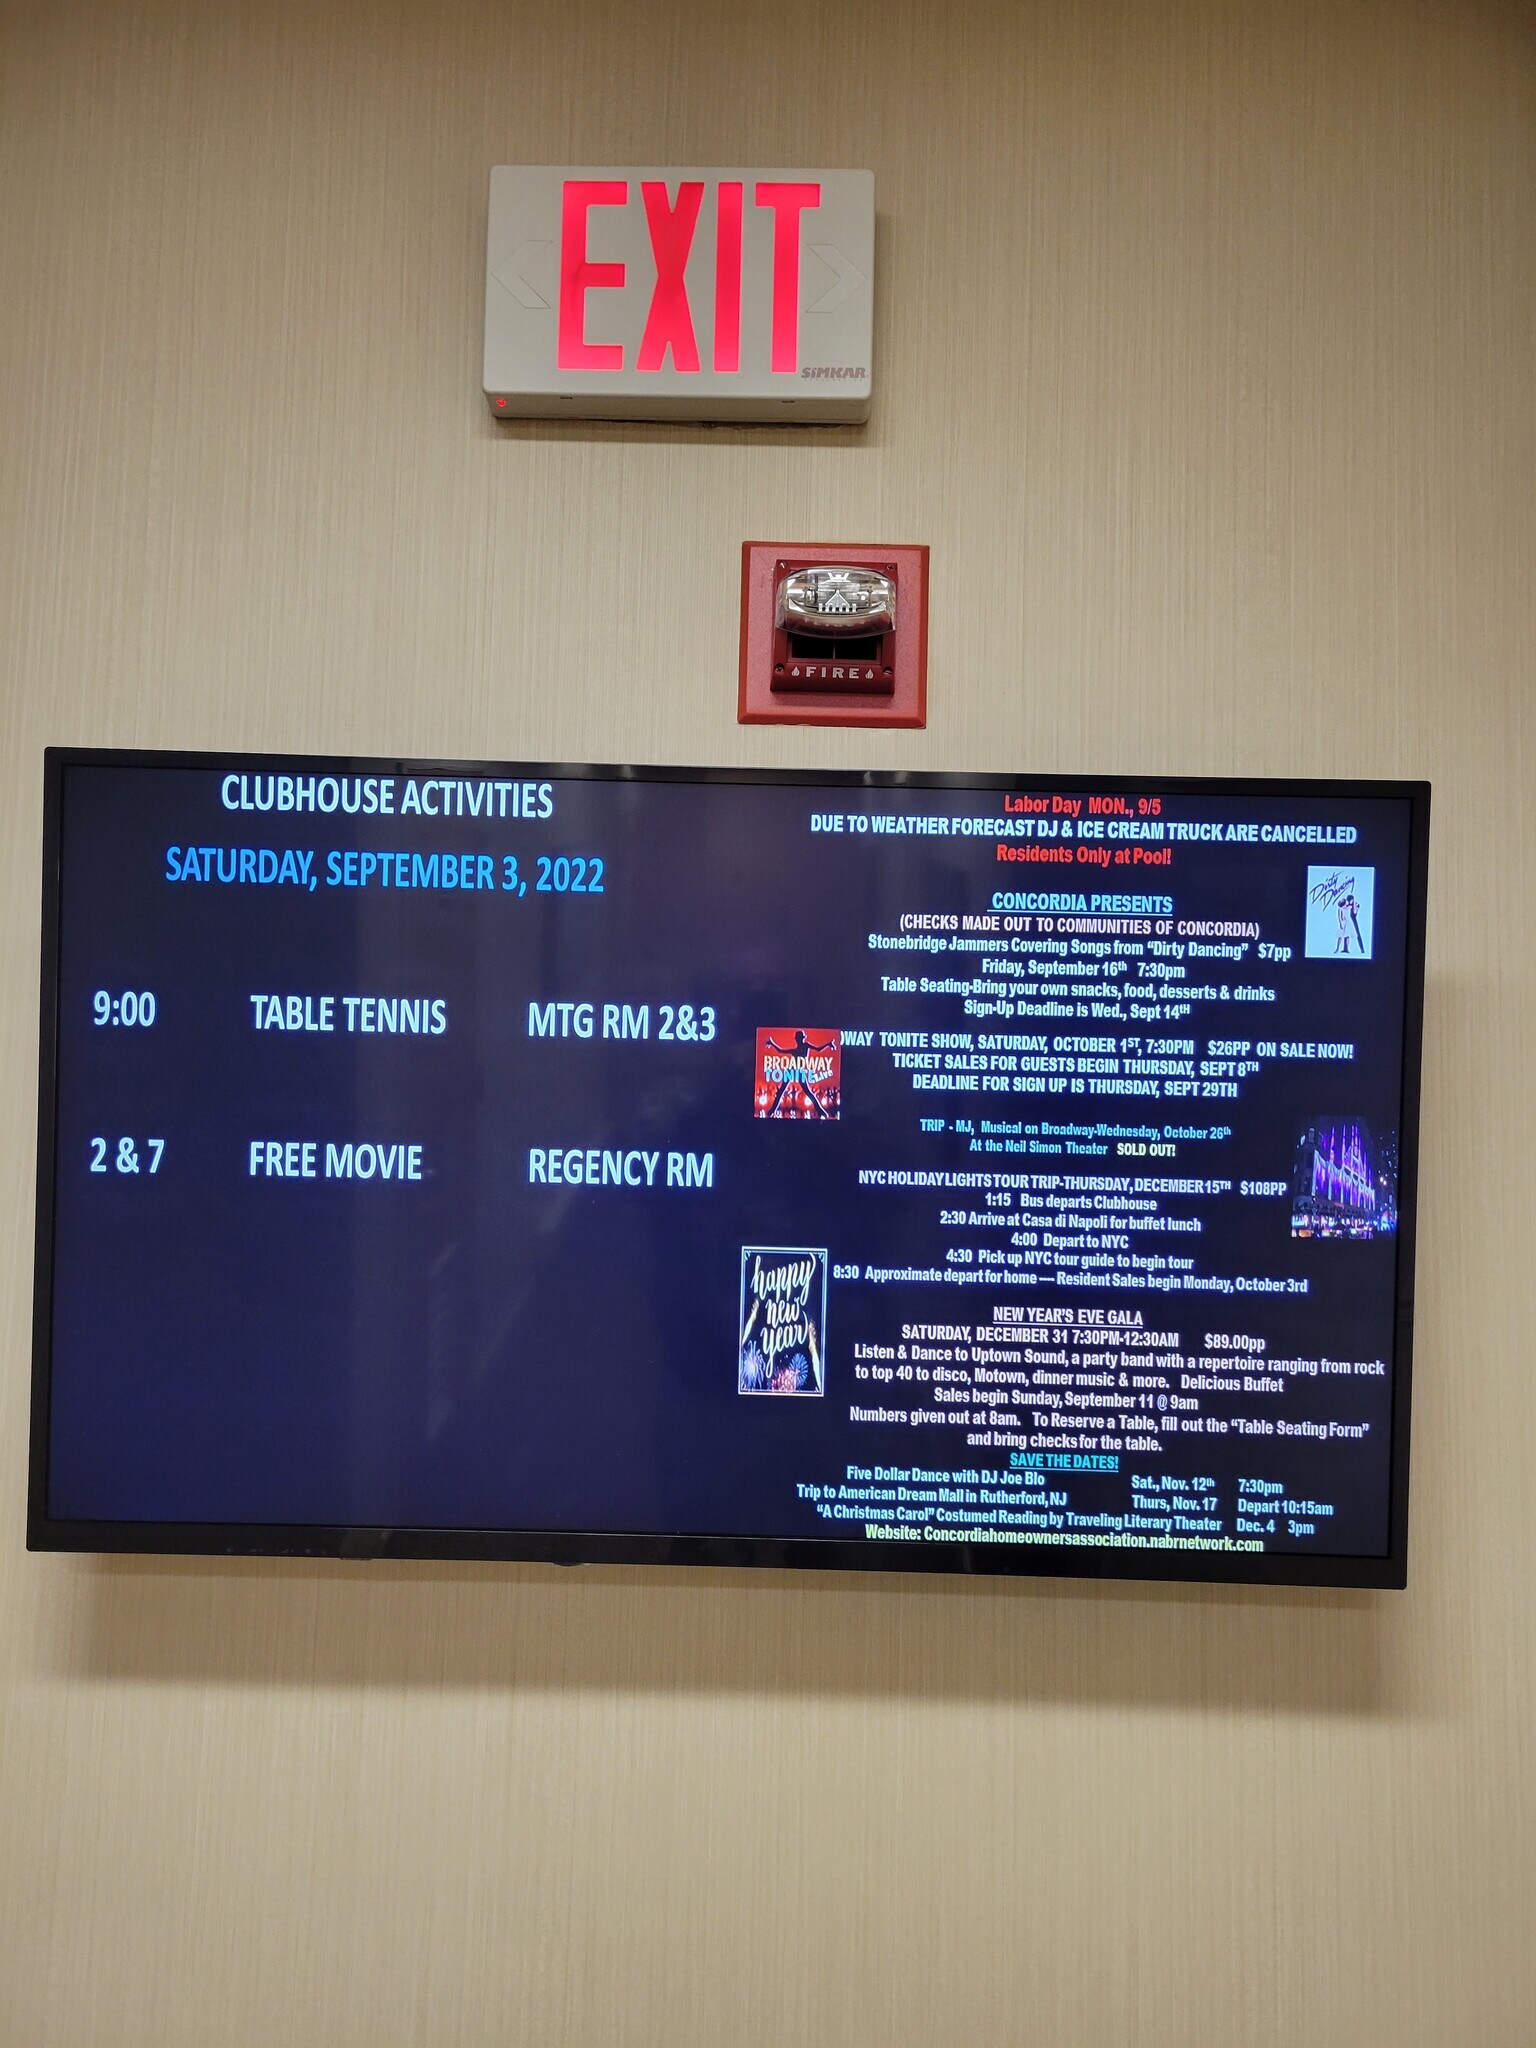 EXIT
SIMKAR
FIRE
CLUBHOUSE ACTIVITIES
SATURDAY, SEPTEMBER 3, 2022
9:00 TABLE TENNIS MTG RM 2&3
2 & 7 FREE MOVIE REGENCY RM
Labor Day MON., 9/5
DUE TO WEATHER FORECAST DJ & ICE CREAM TRUCK ARE CANCELLED
Residents Only at Pool!
CONCORDIA PRESENTS
(CHECKS MADE OUT TO COMMUNITIES OF CONCORDIA)
Stonebridge Jammers Covering Songs from "Dirty Dancing" $7pp
Friday, September 16th 7:30pm
Table Seating-Bring your own snacks, food, desserts & drinks
Sign-Up Deadline is Wed., Sept 14th
Dirty
Dancing
DWAY TONITE SHOW, SATURDAY, OCTOBER 1ST, 7:30PM $26PP ON SALE NOW!
TICKET SALES FOR GUESTS BEGIN THURSDAY, SEPT 8TH
DEADLINE FOR SIGN UP IS THURSDAY, SEPT 29TH
BROADWAY
TONITE Live
TRIP - MJ, Musical on Broadway-Wednesday, October 26th
At the Neil Simon Theater SOLD OUT!
NYC HOLIDAY LIGHTS TOUR TRIP-THURSDAY, DECEMBER 15TH $108PP
1:15 Bus departs Clubhouse
2:30 Arrive at Casa di Napoli for buffet lunch
4:00 Depart to NYC
4:30 Pick up NYC tour guide to begin tour
8:30 Approximate depart for home --- Resident Sales begin Monday, October 3rd
happy
new
year
NEW YEAR'S EVE GALA
SATURDAY, DECEMBER 31 7:30PM-12:30AM $89.00pp
Listen & Dance to Uptown Sound, a party band with a repertoire ranging from rock
to top 40 to disco, Motown, dinner music & more. Delicious Buffet
Sales begin Sunday, September 11 @ 9am
Numbers given out at 8am. To Reserve a Table, fill out the "Table Seating Form"
and bring checks for the table.
SAVE THE DATES!
Five Dollar Dance with DJ Joe Blo Sat., Nov. 12th 7:30pm
Trip to American Dream Mall in Rutherford, NJ Thurs, Nov. 17 Depart 10:15am
"A Christmas Carol" Costumed Reading by Traveling Literary Theater Dec. 4 3pm
Website: Concordiahomeownersassociation.nabrnetwork.com